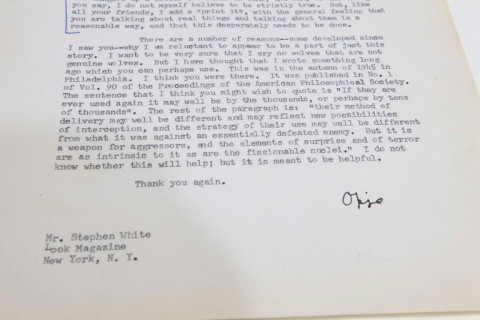 you say, I do not myself believe to be strictly true. But, like
all your friends, I add a "print it", with the general feeling that
you are talking about real things and talking about them in a
reasonable way, and that this desperately needs to be done.
There are a number of reasons--some developed since
I saw you--why I am reluctant to appear to be a part of just this
story. I want to be very sure that I cry no wolves that are not
genuine wolves. But I have thought that I wrote something long
ago which you can perhaps use. This was in the autumn of 1945 in
Philadelphia. I think you were there. It was published in No. 1
of Vol. 90 of the Proceedings of the American Philosophical Society.
The sentence that I think you might wish to quote is "If they are
ever used again it may well be by the thousands, or perhaps by tens
of thousands". The rest of the paragraph is: "their method of
delivery may well be different and may reflect new possibilities
of interception, and the strategy of their use may well be different
from what it was against an essentially defeated enemy. But it is
a weapon for aggressors, and the elements of surprise and of terror
are as intrinsic to it as are the fissionable nuclei." I do not
know whether this will help; but it is meant to be helpful.
Thank you again.
Opje
Mr. Stephen White
Look Magazine
New York, N. Y.